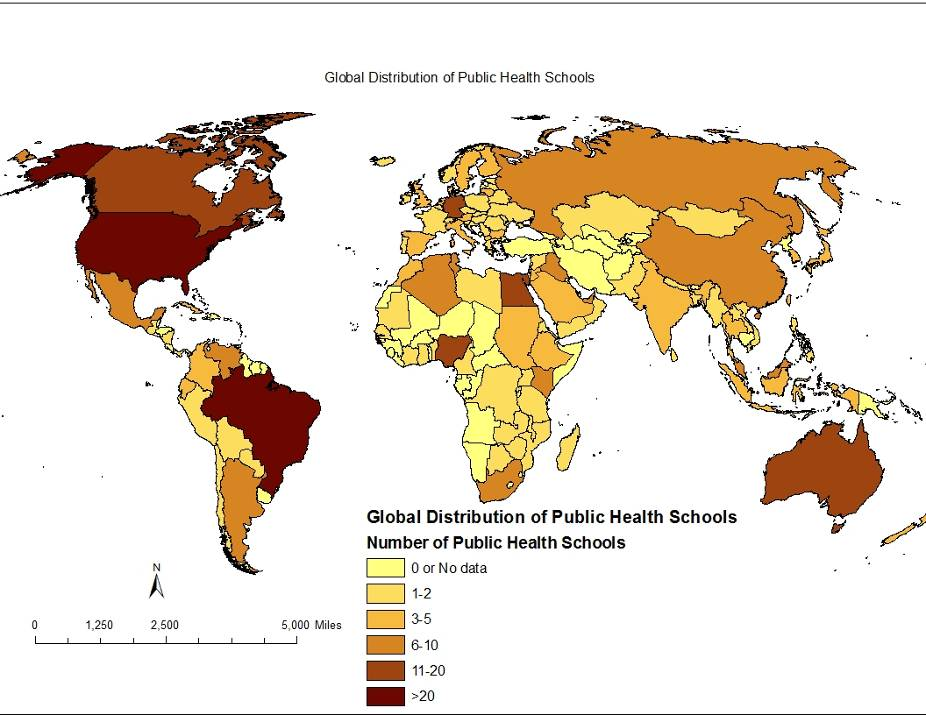 Global Distribution of Public Health Schools
Global Distribution of Public Health Schools
Number of Public Health Schools
0 or No data
1-2
3-5
6-10
11-20
>20
N
0 1,250 2,500 5,000 Miles